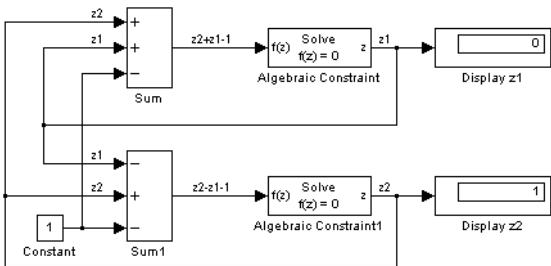 z2
+
z1
+
−
Sum
z2+z1-1
f(z)
Solve
f(z) = 0
z
Algebraic Constraint
z1
0
Display z1
z1
−
z2
+
−
Sum1
1
Constant
z2-z1-1
f(z)
Solve
f(z) = 0
z
Algebraic Constraint1
z2
1
Display z2